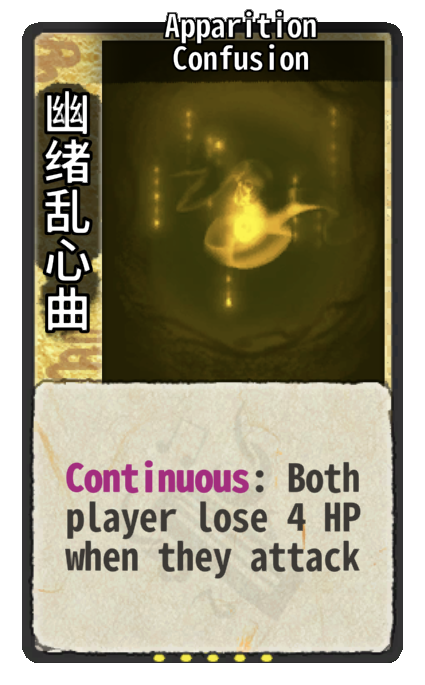 Apparition
Confusion
幽绪乱心曲
Continuous: Both
player lose 4 HP
when they attack